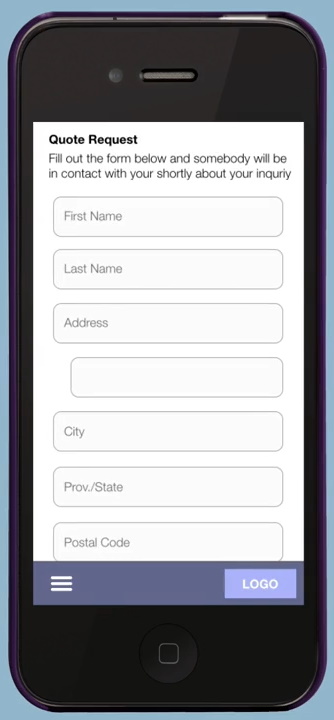 Quote Request
Fill out the form below and somebody will be
in contact with your shortly about your inquriy
First Name
Last Name
Address
City
Prov./State
Postal Code
LOGO